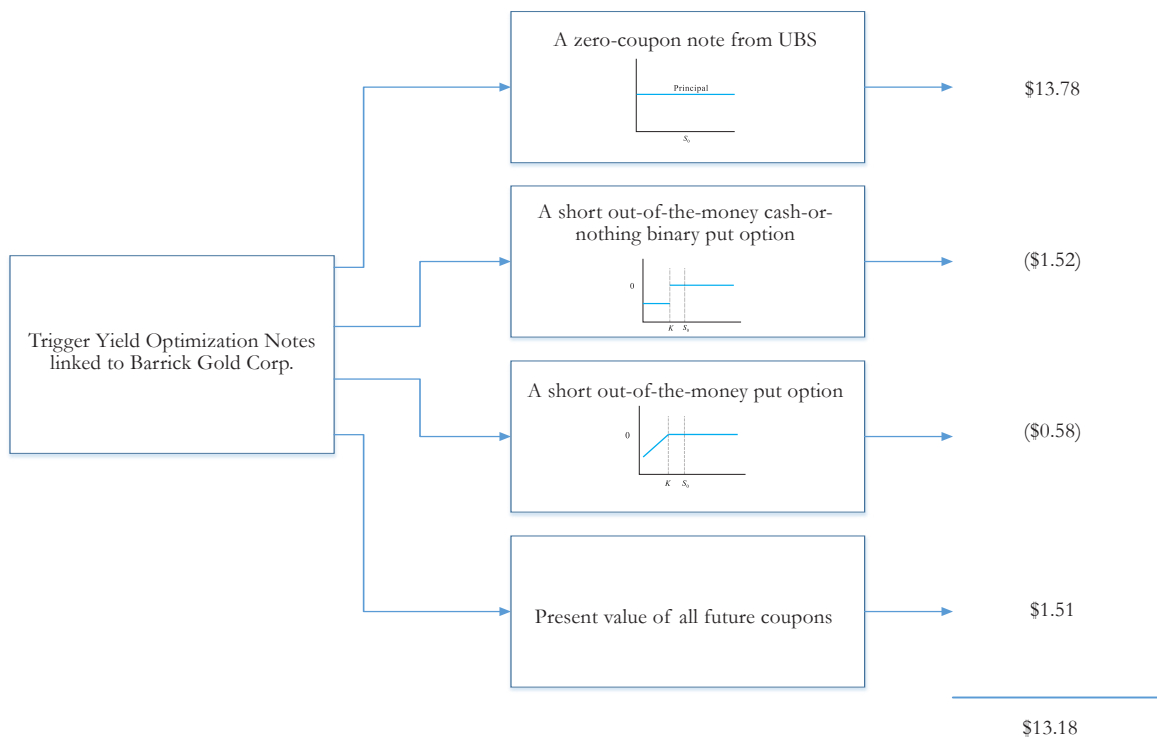 Trigger Yield Optimization Notes
linked to Barrick Gold Corp.
A zero-coupon note from UBS
Principal
S₀
$13.78
A short out-of-the-money cash-or-
nothing binary put option
0
K S₀
($1.52)
A short out-of-the-money put option
0
K S₀
($0.58)
Present value of all future coupons
$1.51
$13.18